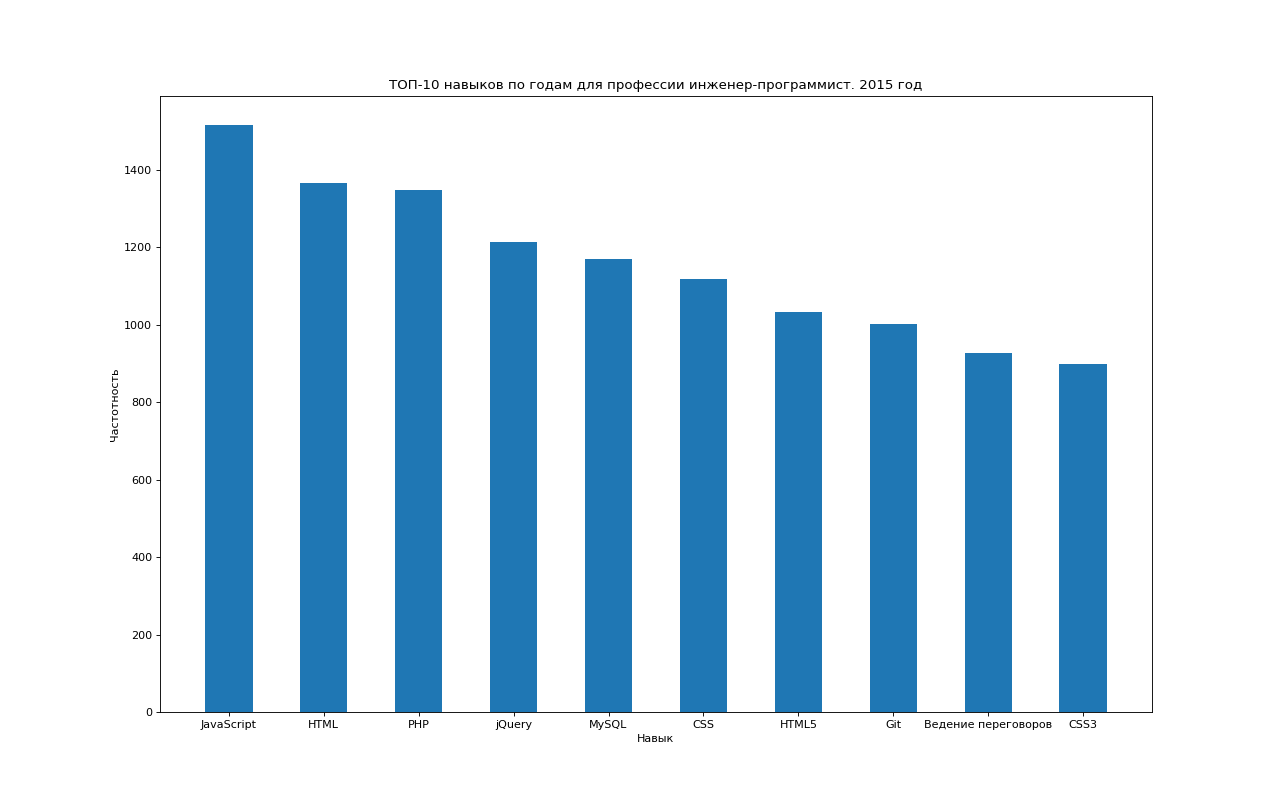 ТОП-10 навыков по годам для профессии инженер-программист. 2015 год
Частотность
1400
1200
1000
800
600
400
200
0
JavaScript HTML PHP jQuery MySQL CSS HTML5 Git Ведение переговоров CSS3
Навык